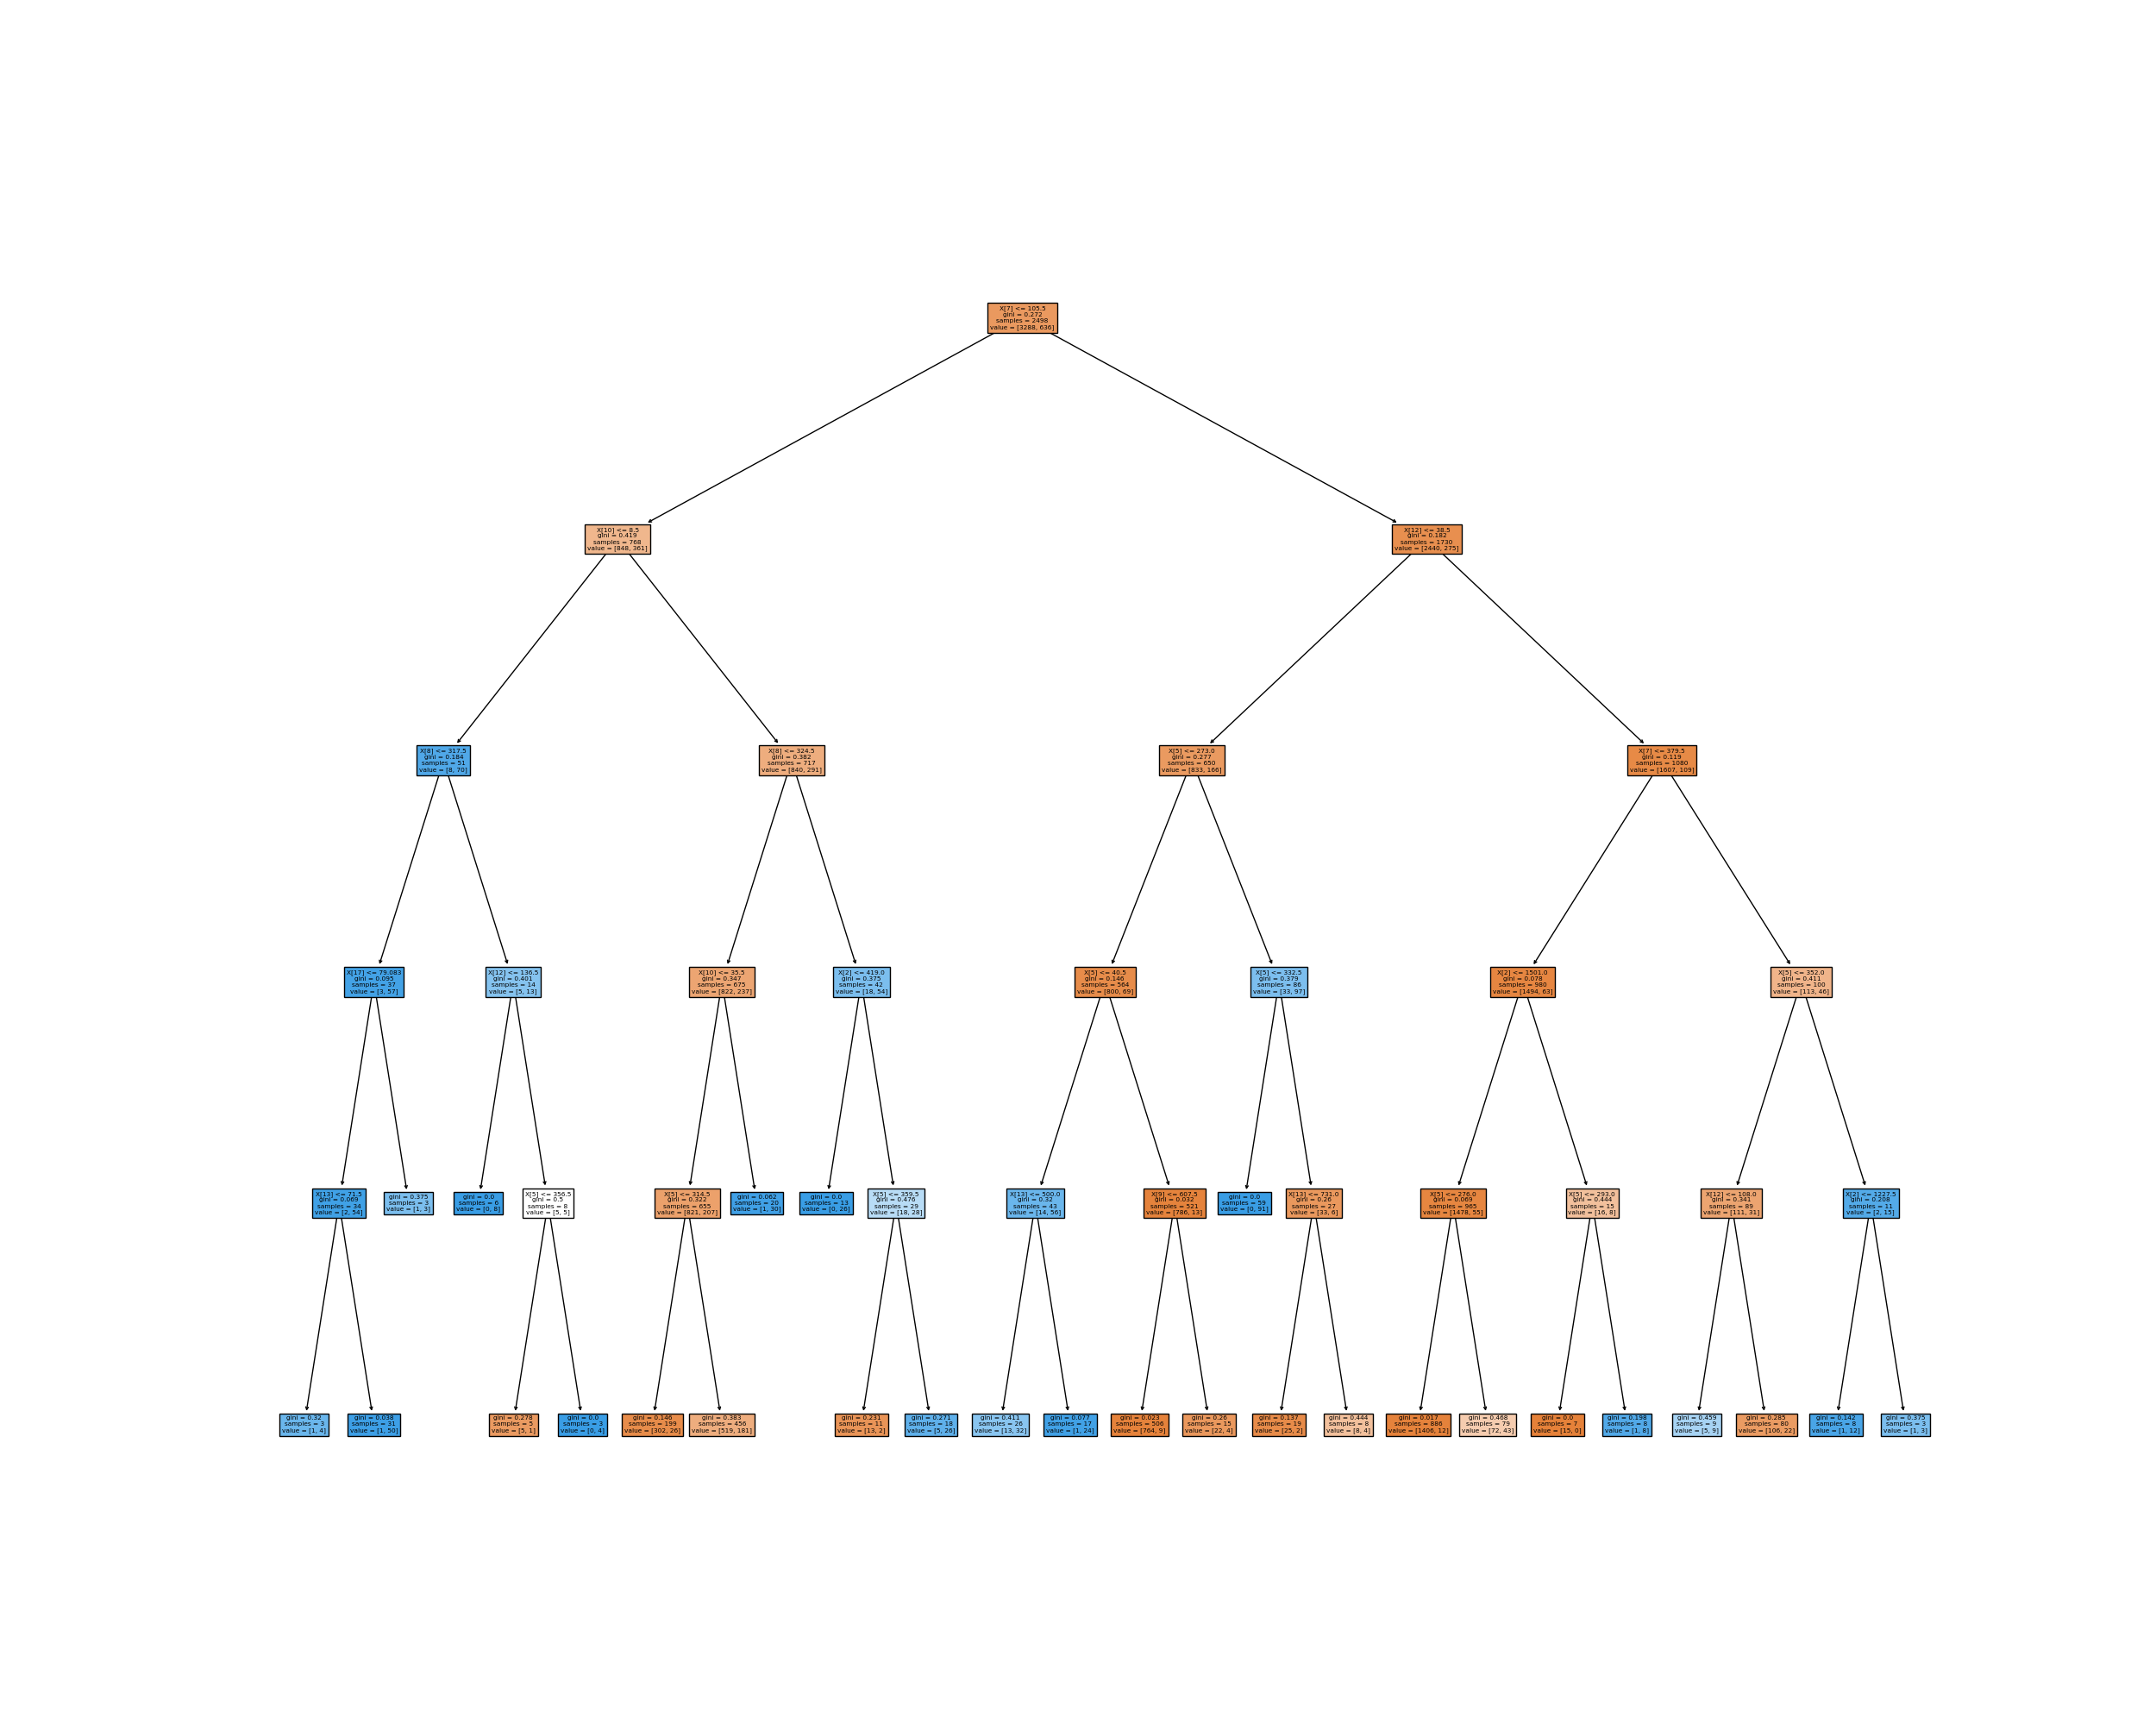 X[7] <= 105.5
gini = 0.272
samples = 2498
value = [3288, 636]
X[10] <= 8.5
gini = 0.419
samples = 768
value = [848, 361]
X[12] <= 38.5
gini = 0.182
samples = 1730
value = [2440, 275]
X[8] <= 317.5
gini = 0.184
samples = 51
value = [8, 70]
X[8] <= 324.5
gini = 0.382
samples = 717
value = [840, 291]
X[5] <= 273.0
gini = 0.277
samples = 650
value = [833, 166]
X[7] <= 379.5
gini = 0.119
samples = 1080
value = [1607, 109]
X[17] <= 79.083
gini = 0.095
samples = 37
value = [3, 57]
X[12] <= 136.5
gini = 0.401
samples = 14
value = [5, 13]
X[10] <= 35.5
gini = 0.347
samples = 675
value = [822, 237]
X[2] <= 419.0
gini = 0.375
samples = 42
value = [18, 54]
X[5] <= 40.5
gini = 0.146
samples = 564
value = [800, 69]
X[5] <= 332.5
gini = 0.379
samples = 86
value = [33, 97]
X[2] <= 1501.0
gini = 0.078
samples = 980
value = [1494, 63]
X[5] <= 352.0
gini = 0.411
samples = 100
value = [113, 46]
X[13] <= 71.5
gini = 0.069
samples = 34
value = [2, 54]
gini = 0.375
samples = 3
value = [1, 3]
gini = 0.0
samples = 6
value = [0, 8]
X[5] <= 356.5
gini = 0.5
samples = 8
value = [5, 5]
X[5] <= 314.5
gini = 0.322
samples = 655
value = [821, 207]
gini = 0.062
samples = 20
value = [1, 30]
gini = 0.0
samples = 13
value = [0, 26]
X[5] <= 359.5
gini = 0.476
samples = 29
value = [18, 28]
X[13] <= 500.0
gini = 0.32
samples = 43
value = [14, 56]
X[9] <= 607.5
gini = 0.032
samples = 521
value = [786, 13]
gini = 0.0
samples = 59
value = [0, 91]
X[13] <= 731.0
gini = 0.26
samples = 27
value = [33, 6]
X[5] <= 276.0
gini = 0.069
samples = 965
value = [1478, 55]
X[5] <= 293.0
gini = 0.444
samples = 15
value = [16, 8]
X[12] <= 108.0
gini = 0.341
samples = 89
value = [111, 31]
X[2] <= 1227.5
gini = 0.208
samples = 11
value = [2, 15]
gini = 0.32
samples = 3
value = [1, 4]
gini = 0.038
samples = 31
value = [1, 50]
gini = 0.278
samples = 5
value = [5, 1]
gini = 0.0
samples = 3
value = [0, 4]
gini = 0.146
samples = 199
value = [302, 26]
gini = 0.383
samples = 456
value = [519, 181]
gini = 0.231
samples = 11
value = [13, 2]
gini = 0.271
samples = 18
value = [5, 26]
gini = 0.411
samples = 26
value = [13, 32]
gini = 0.077
samples = 17
value = [1, 24]
gini = 0.023
samples = 506
value = [764, 9]
gini = 0.26
samples = 15
value = [22, 4]
gini = 0.137
samples = 19
value = [25, 2]
gini = 0.444
samples = 8
value = [8, 4]
gini = 0.017
samples = 886
value = [1406, 12]
gini = 0.468
samples = 79
value = [72, 43]
gini = 0.0
samples = 7
value = [15, 0]
gini = 0.198
samples = 8
value = [1, 8]
gini = 0.459
samples = 9
value = [5, 9]
gini = 0.285
samples = 80
value = [106, 22]
gini = 0.142
samples = 8
value = [1, 12]
gini = 0.375
samples = 3
value = [1, 3]